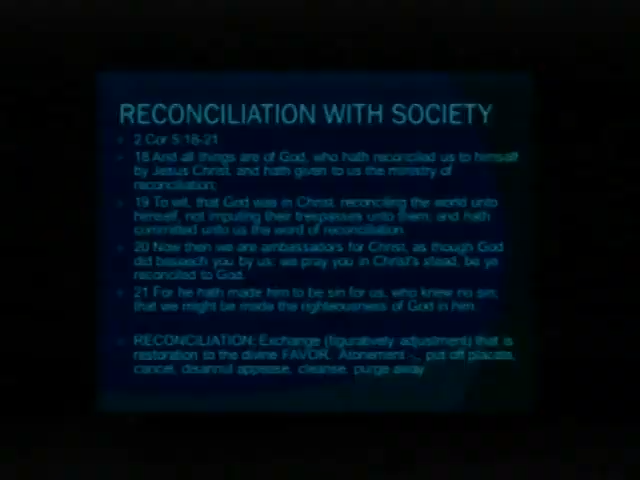 RECONCILIATION WITH SOCIETY
2 Cor 5:18-21
18 And all things are of God, who hath reconciled us to himself
by Jesus Christ, and hath given to us the ministry of
reconciliation;
19 To wit, that God was in Christ, reconciling the world unto
himself, not imputing their trespasses unto them; and hath
committed unto us the word of reconciliation.
20 Now then we are ambassadors for Christ, as though God
did beseech you by us: we pray you in Christ's stead, be ye
reconciled to God.
21 For he hath made him to be sin for us, who knew no sin;
that we might be made the righteousness of God in him.
RECONCILIATION: Exchange (figuratively adjustment) that is
restoration to the divine FAVOR. Atonement -, put off placate,
cancel, disannul appease, cleanse, purge away